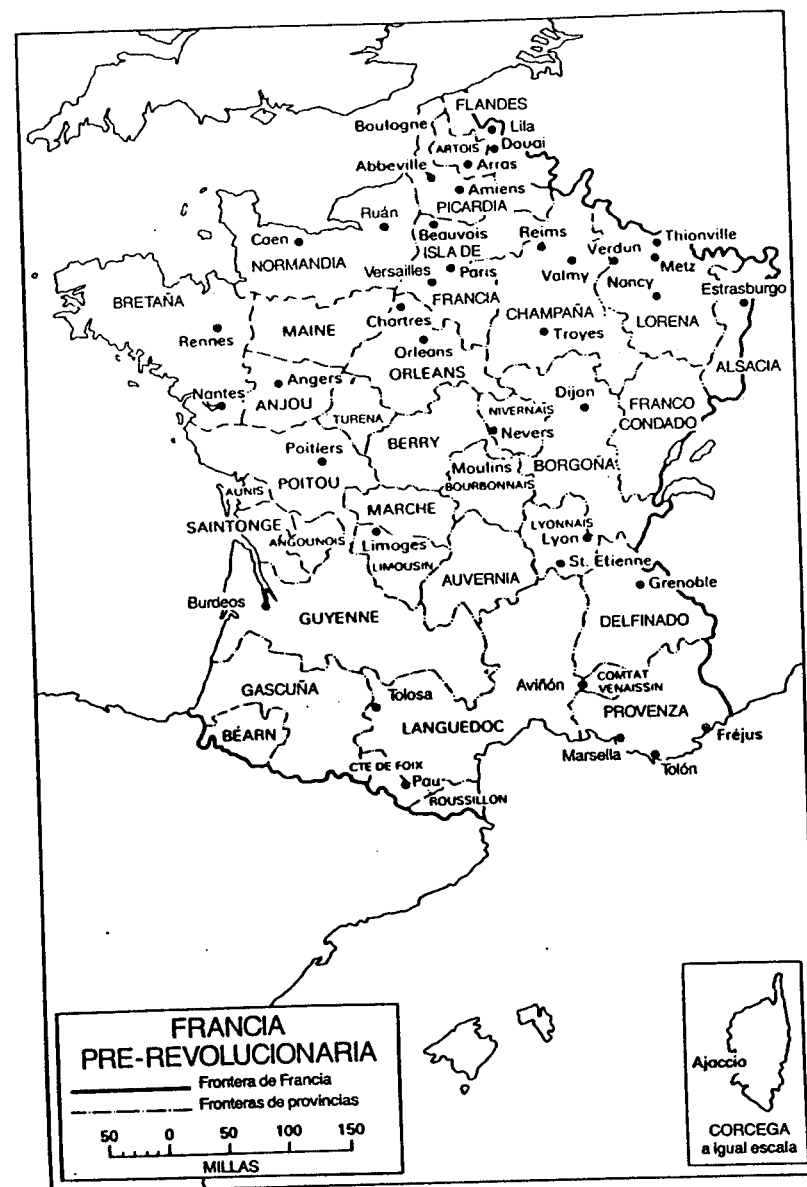 FLANDES
Boulogne
Lila
Douai
ARTOIS
Arras
Abbeville
Amiens
PICARDIA
Ruán
Caen
Beauvois
Reims
Thionville
NORMANDIA
ISLA DE
Verdun
Metz
Versailles
Paris
Valmy
Nancy
Estrasburgo
BRETAÑA
FRANCIA
Chartres
CHAMPAÑA
LORENA
Rennes
MAINE
Troyes
Orleans
ALSACIA
ORLEANS
Angers
Dijon
Nantes
ANJOU
NIVERNAIS
FRANCO
CONDADO
TURENA
BERRY
Nevers
Poitiers
Moulins
BORGOÑA
POITOU
BOURBONNAIS
AUNIS
MARCHE
SAINTONGE
LYONNAIS
ANGOUNOIS
Limoges
Lyon
LIMOUSIN
St. Etienne
AUVERNIA
Grenoble
Burdeos
GUYENNE
DELFINADO
GASCUÑA
Tolosa
Aviñón
COMTAT
VENAISSIN
BÉARN
LANGUEDOC
PROVENZA
Fréjus
Marsella
Tolón
CTE DE FOIX
Pau
ROUSSILLON
FRANCIA
PRE-REVOLUCIONARIA
Frontera de Francia
Fronteras de provincias
50 0 50 100 150
MILLAS
Ajaccio
CORCEGA
a igual escala